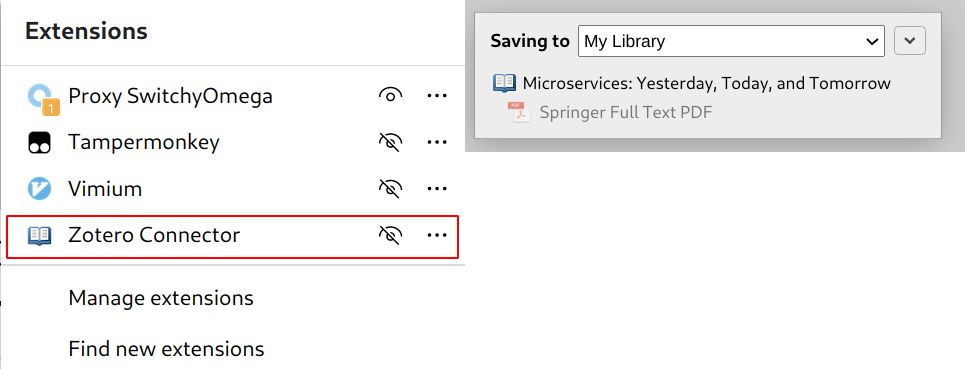 Extensions
Proxy SwitchyOmega
1
Tampermonkey
Vimium
Zotero Connector
Manage extensions
Find new extensions
Saving to My Library
Microservices: Yesterday, Today, and Tomorrow
PDF Springer Full Text PDF